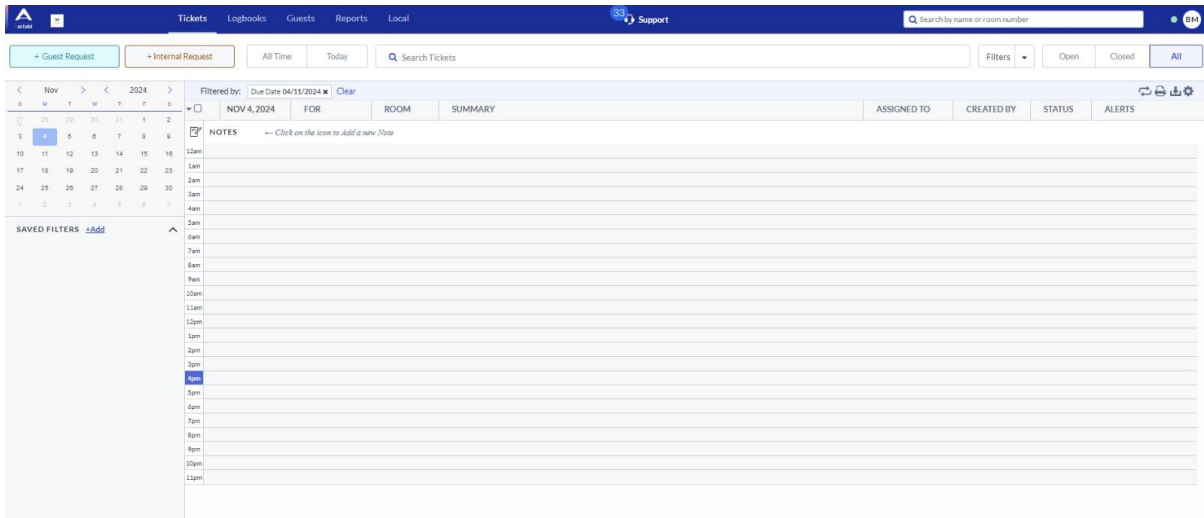 Tickets Logbooks Guests Reports Local 33 Support Search by name or room number BM
actabl
+ Guest Request + Internal Request All Time Today Search Tickets Filters Open Closed All
< Nov > < 2024 > Filtered by: Due Date 04/11/2024 × Clear
S M T W T F S
NOV 4, 2024 FOR ROOM SUMMARY ASSIGNED TO CREATED BY STATUS ALERTS
27 28 29 30 31 1 2
3 4 5 6 7 8 9
10 11 12 13 14 15 16
17 18 19 20 21 22 23
24 25 26 27 28 29 30
1 2 3 4 5 6 7
SAVED FILTERS +Add
NOTES ← Click on the icon to Add a new Note
12am
1am
2am
3am
4am
5am
6am
7am
8am
9am
10am
11am
12pm
1pm
2pm
3pm
4pm
5pm
6pm
7pm
8pm
9pm
10pm
11pm